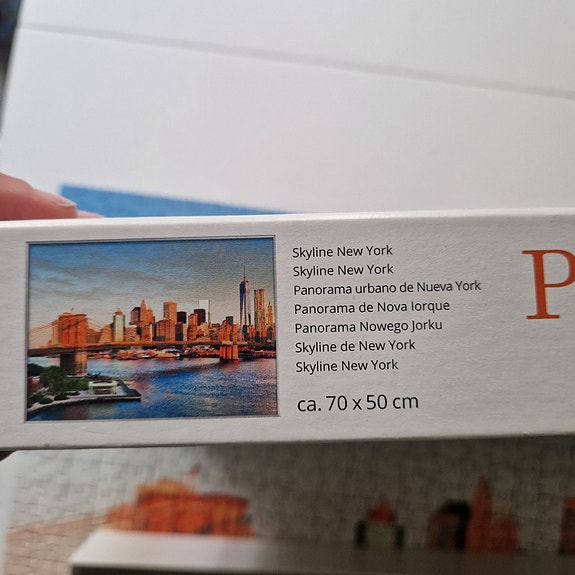 Skyline New York
Skyline New York
Panorama urbano de Nueva York
Panorama de Nova Iorque
Panorama Nowego Jorku
Skyline de New York
Skyline New York
ca. 70 x 50 cm
P